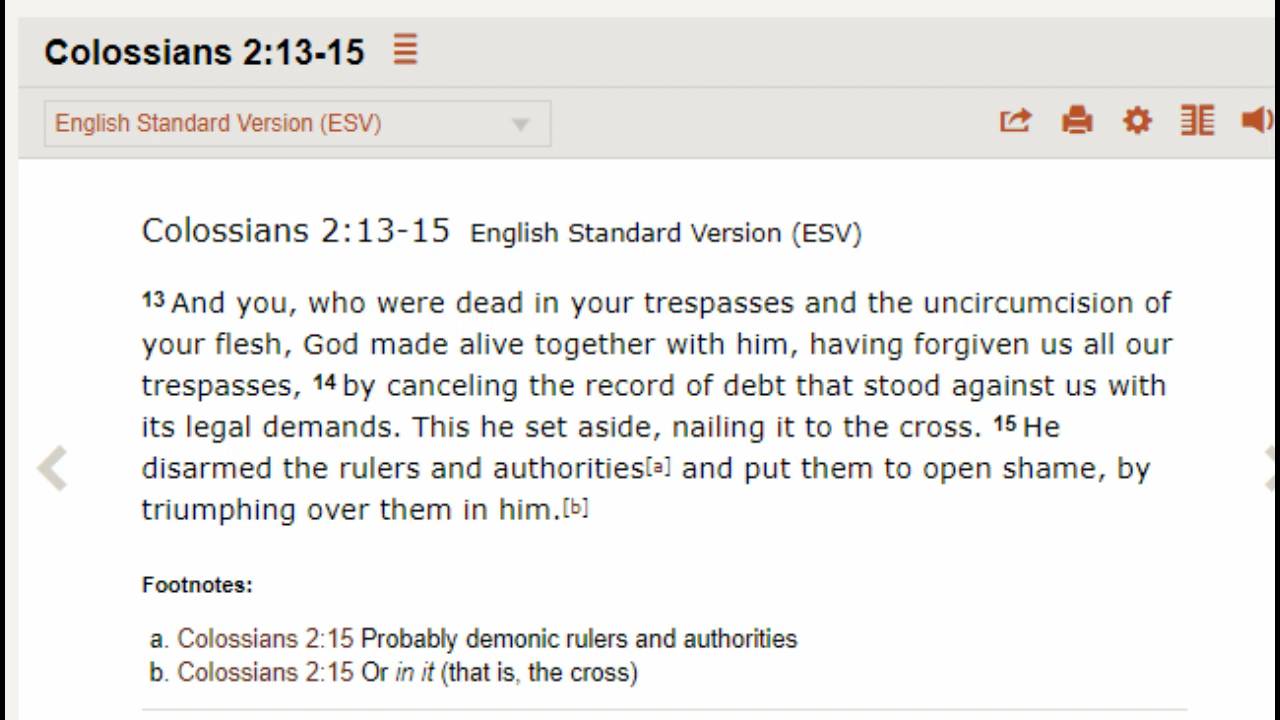 Colossians 2:13-15
English Standard Version (ESV)
Colossians 2:13-15 English Standard Version (ESV)
13 And you, who were dead in your trespasses and the uncircumcision of
your flesh, God made alive together with him, having forgiven us all our
trespasses, 14 by canceling the record of debt that stood against us with
its legal demands. This he set aside, nailing it to the cross. 15 He
disarmed the rulers and authorities[a] and put them to open shame, by
triumphing over them in him.[b]
Footnotes:
a. Colossians 2:15 Probably demonic rulers and authorities
b. Colossians 2:15 Or in it (that is, the cross)